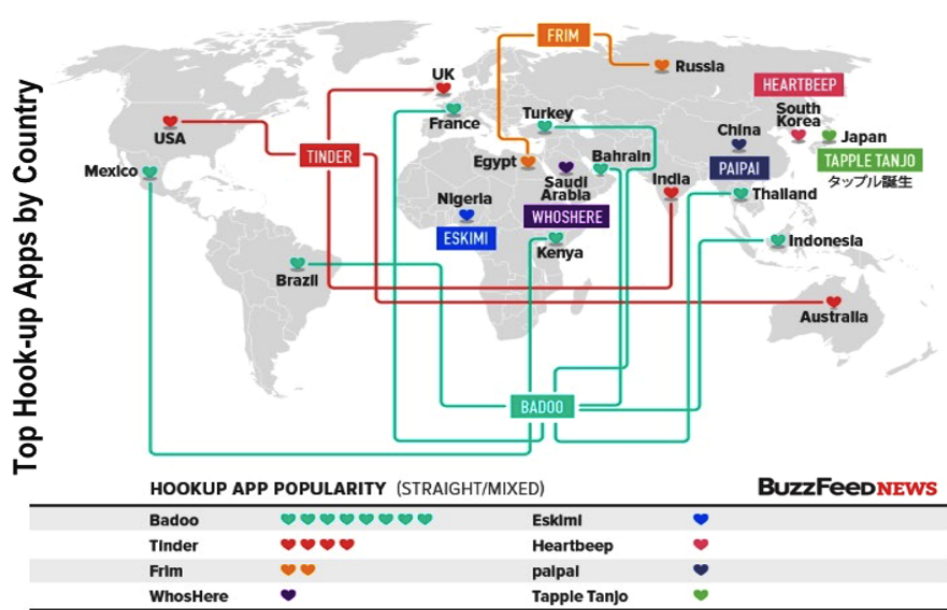 Top Hook-up Apps by Country
FRIM
Russia
HEARTBEEP
UK
France
Turkey
South
Korea
Japan
China
USA
TINDER
Mexico
Egypt
Saudi
Arabia
Bahrain
India
PAIPAI
TAPPLE TANJO
タップル誕生
Nigeria
ESKIMI
WHOSHERE
Thailand
Kenya
Indonesia
Brazil
Australia
BADOO
HOOKUP APP POPULARITY (STRAIGHT/MIXED)
BUZZFEEDNEWS
Badoo
Eskimi
Tinder
Heartbeep
Frim
paipai
WhosHere
Tapple Tanjo